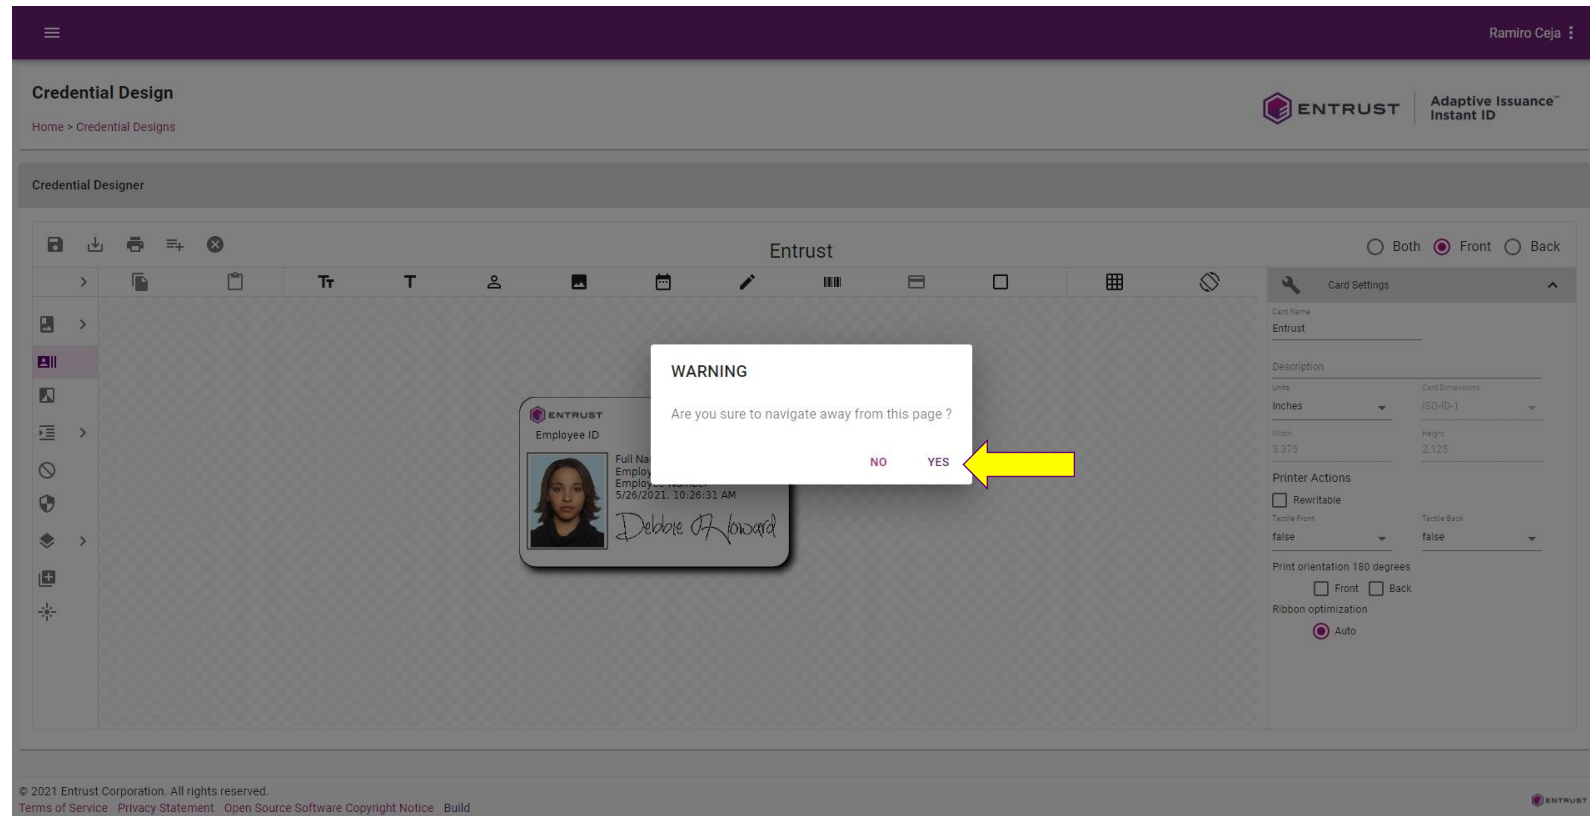 Ramiro Ceja
Credential Design
Home > Credential Designs
ENTRUST
Adaptive Issuance™
Instant ID
Credential Designer
Entrust
Both Front Back
Tт T
Card Settings
Card Name
Entrust
Description
Units Card Dimensions
Inches ISO-ID-1
Width Height
3.375 2.125
Printer Actions
Rewritable
Tactile Front Tactile Back
false false
Print orientation 180 degrees
Front Back
Ribbon optimization
Auto
WARNING
Are you sure to navigate away from this page ?
NO YES
ENTRUST
Employee ID
Full Na
Employ
5/26/2021, 10:26:31 AM
Debbie Howard
© 2021 Entrust Corporation. All rights reserved.
Terms of Service Privacy Statement Open Source Software Copyright Notice Build
ENTRUST